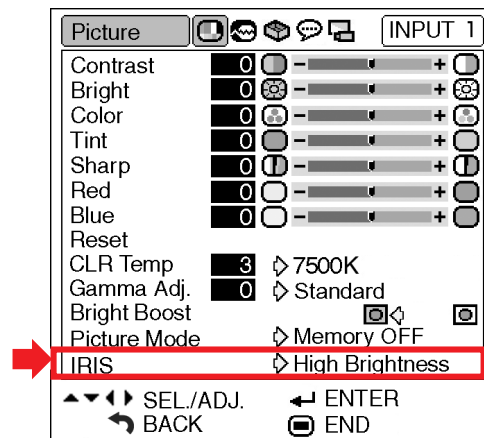 Picture INPUT 1
Contrast 0 - +
Bright 0 - +
Color 0 - +
Tint 0 - +
Sharp 0 - +
Red 0 - +
Blue 0 - +
Reset
CLR Temp 3 7500K
Gamma Adj. 0 Standard
Bright Boost
Picture Mode Memory OFF
IRIS High Brightness
SEL./ADJ. ENTER
BACK END